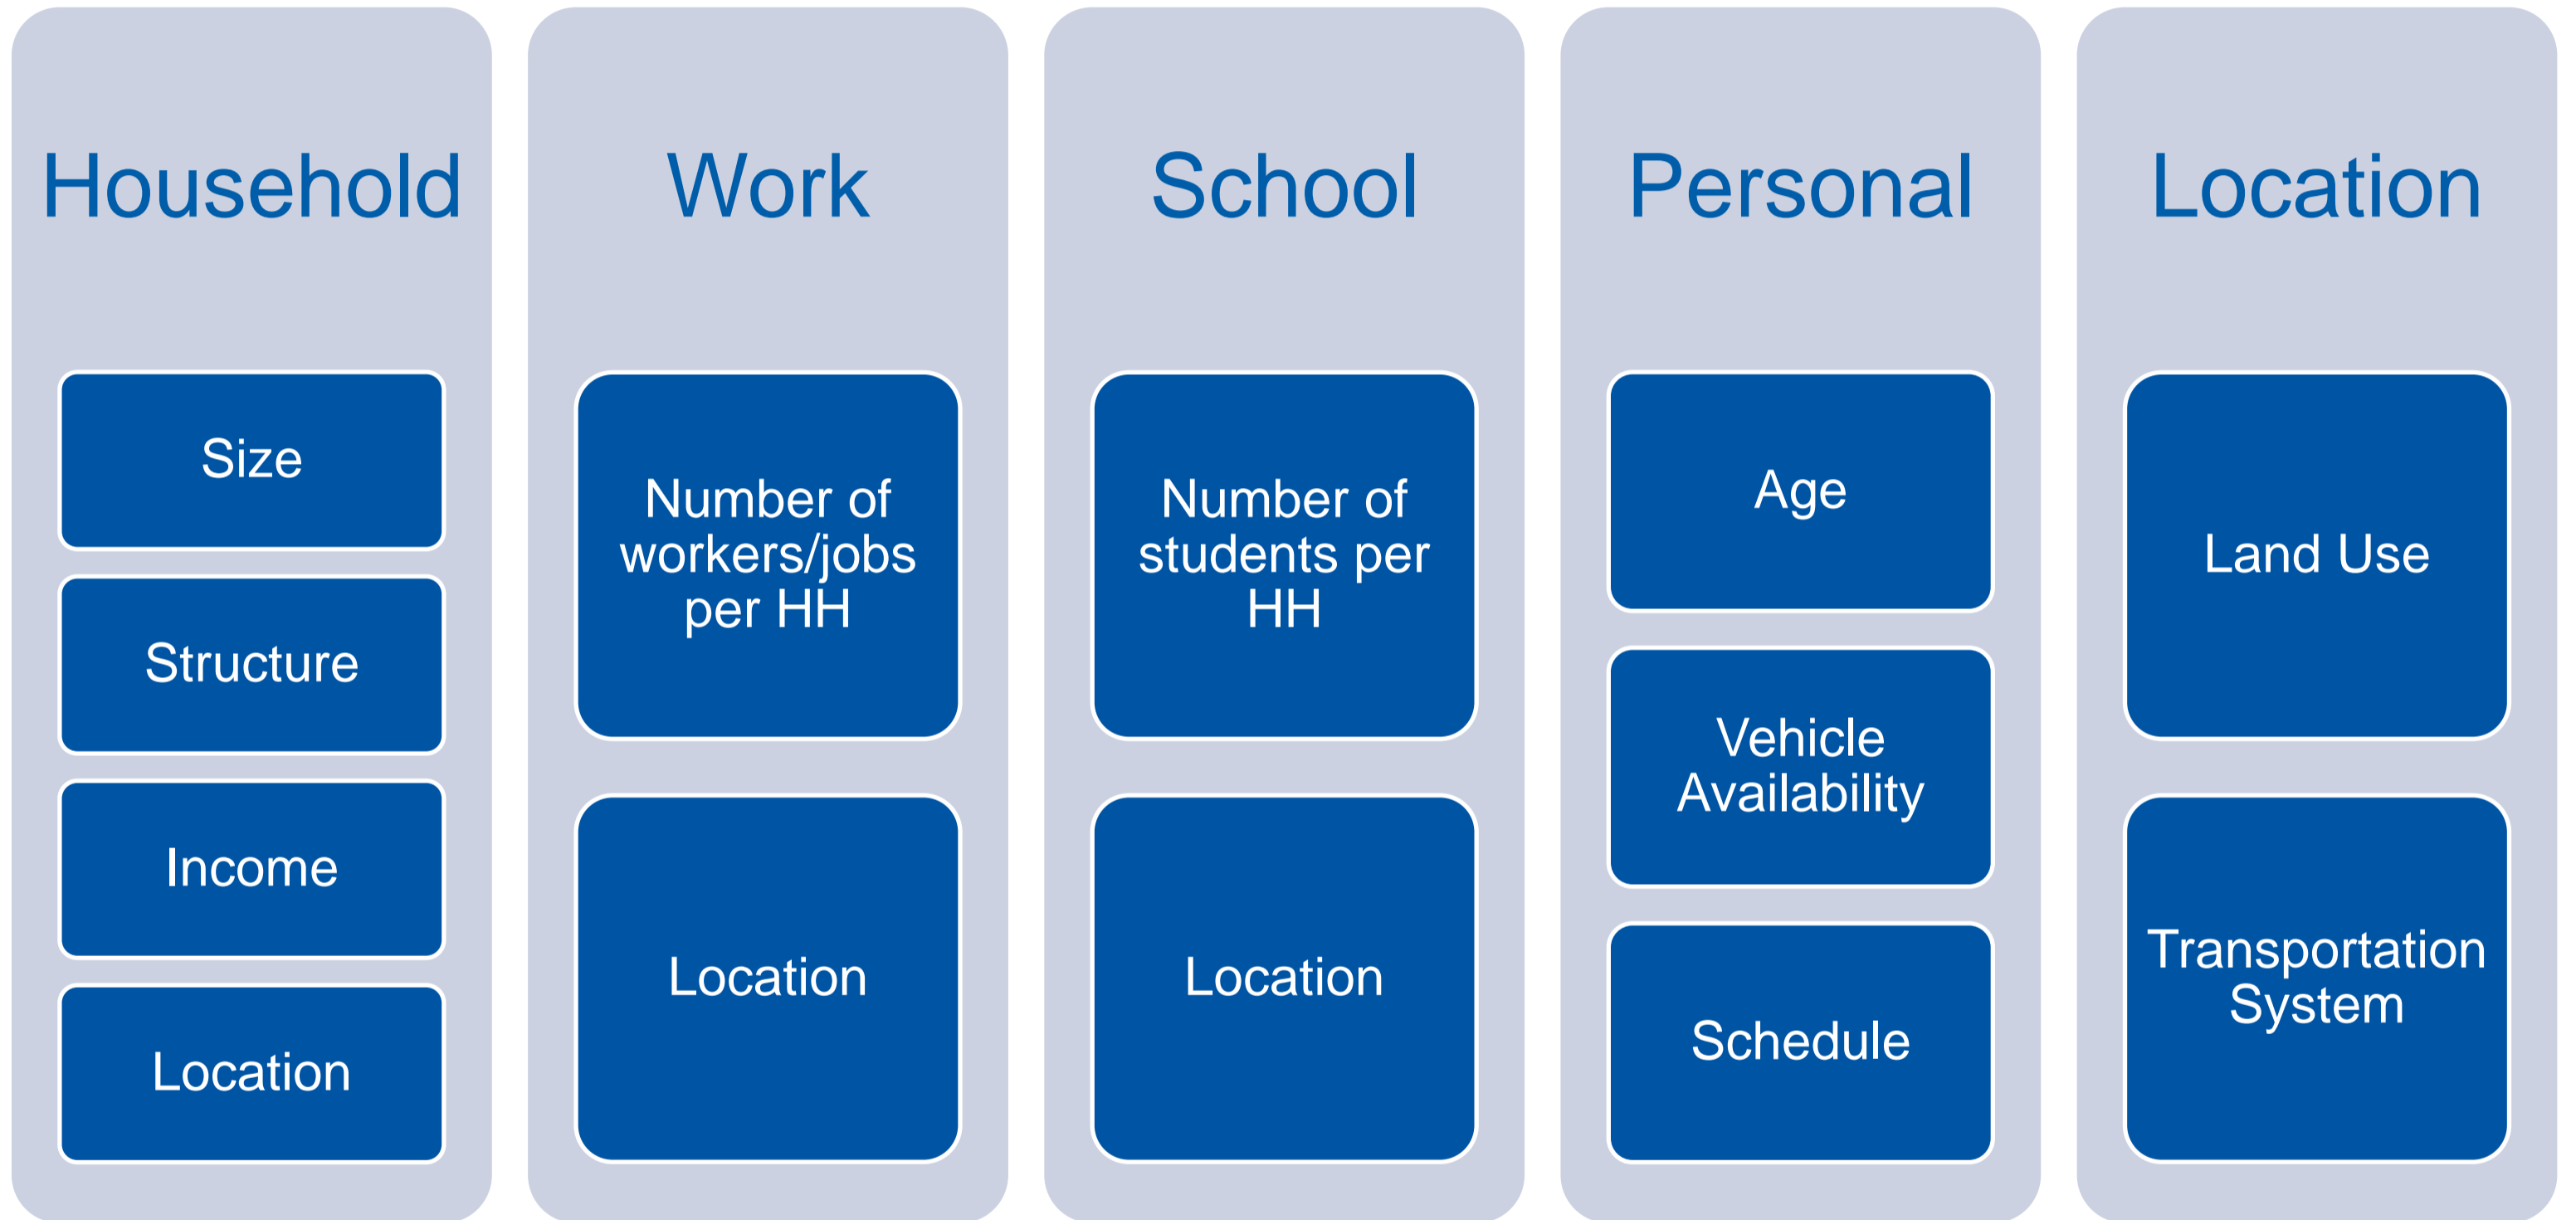 Household
Size
Structure
Income
Location
Work
Number of
workers/jobs
per HH
Location
School
Number of
students per
HH
Location
Personal
Age
Vehicle
Availability
Schedule
Location
Land Use
Transportation
System